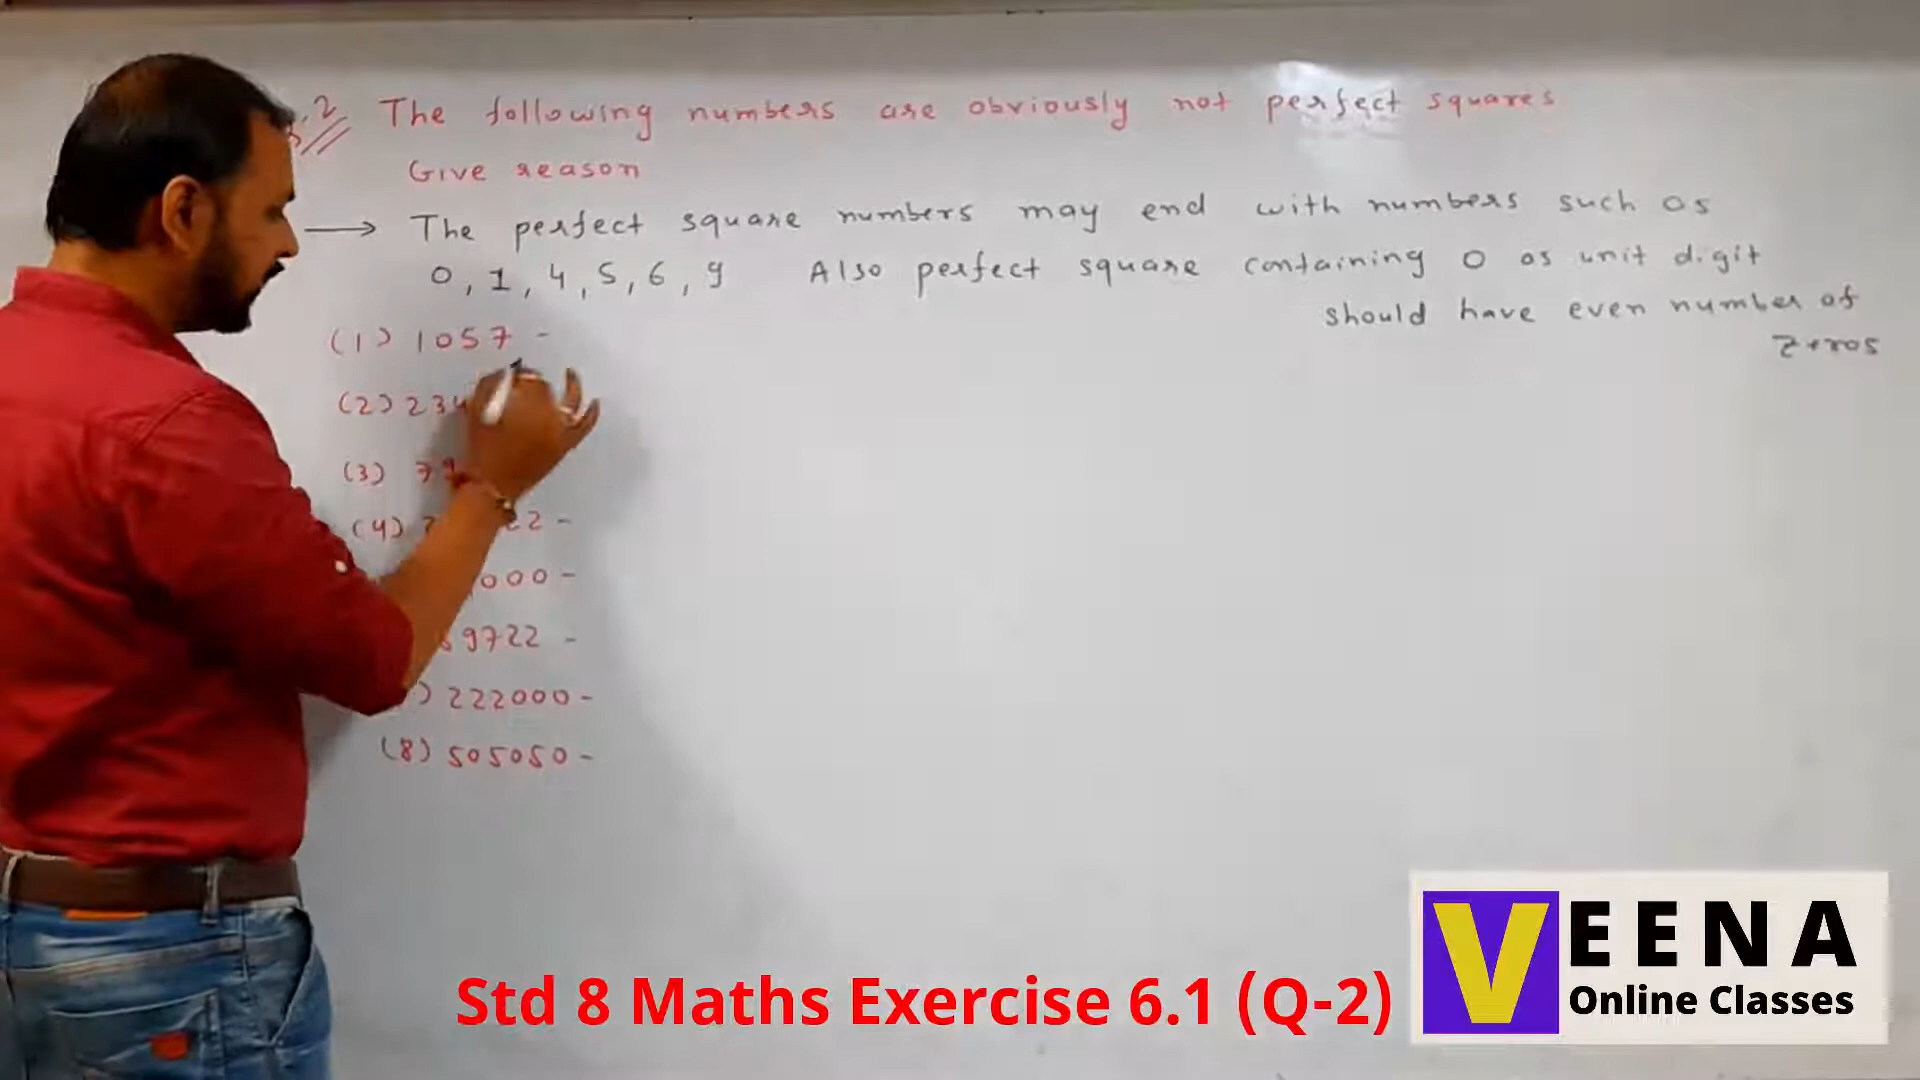 .2 The following numbers are obviously not perfect squares
Give reason
→ The perfect square numbers may end with numbers such as
0, 1, 4, 5, 6, 9 Also perfect square containing 0 as unit digit
should have even number of
zeros
(1) 1057 -
(2) 234
(3) 79
(4) 2 22 -
000 -
9722 -
) 222000 -
(8) 505050 -
Std 8 Maths Exercise 6.1 (Q-2)
VEENA
Online Classes